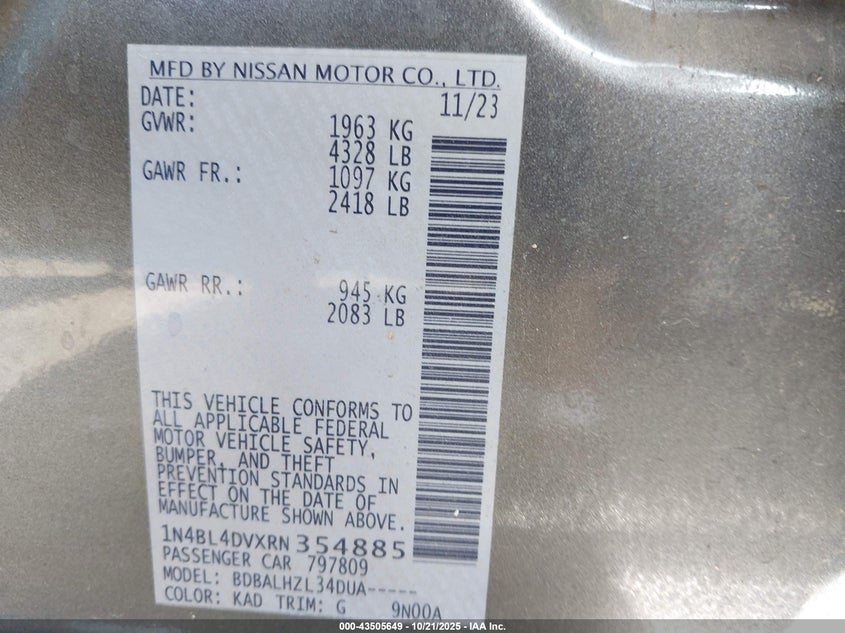 MFD BY NISSAN MOTOR CO., LTD.
DATE: 11/23
GVWR: 1963 KG
4328 LB
GAWR FR.: 1097 KG
2418 LB
GAWR RR.: 945 KG
2083 LB
THIS VEHICLE CONFORMS TO
ALL APPLICABLE FEDERAL
MOTOR VEHICLE SAFETY,
BUMPER, AND THEFT
PREVENTION STANDARDS IN
EFFECT ON THE DATE OF
MANUFACTURE SHOWN ABOVE.
1N4BL4DVXRN354885
PASSENGER CAR 797809
MODEL: BDBALHZL34DUA-----
COLOR: KAD TRIM: G 9N00A
000-43505649 - 10/21/2025 - IAA Inc.